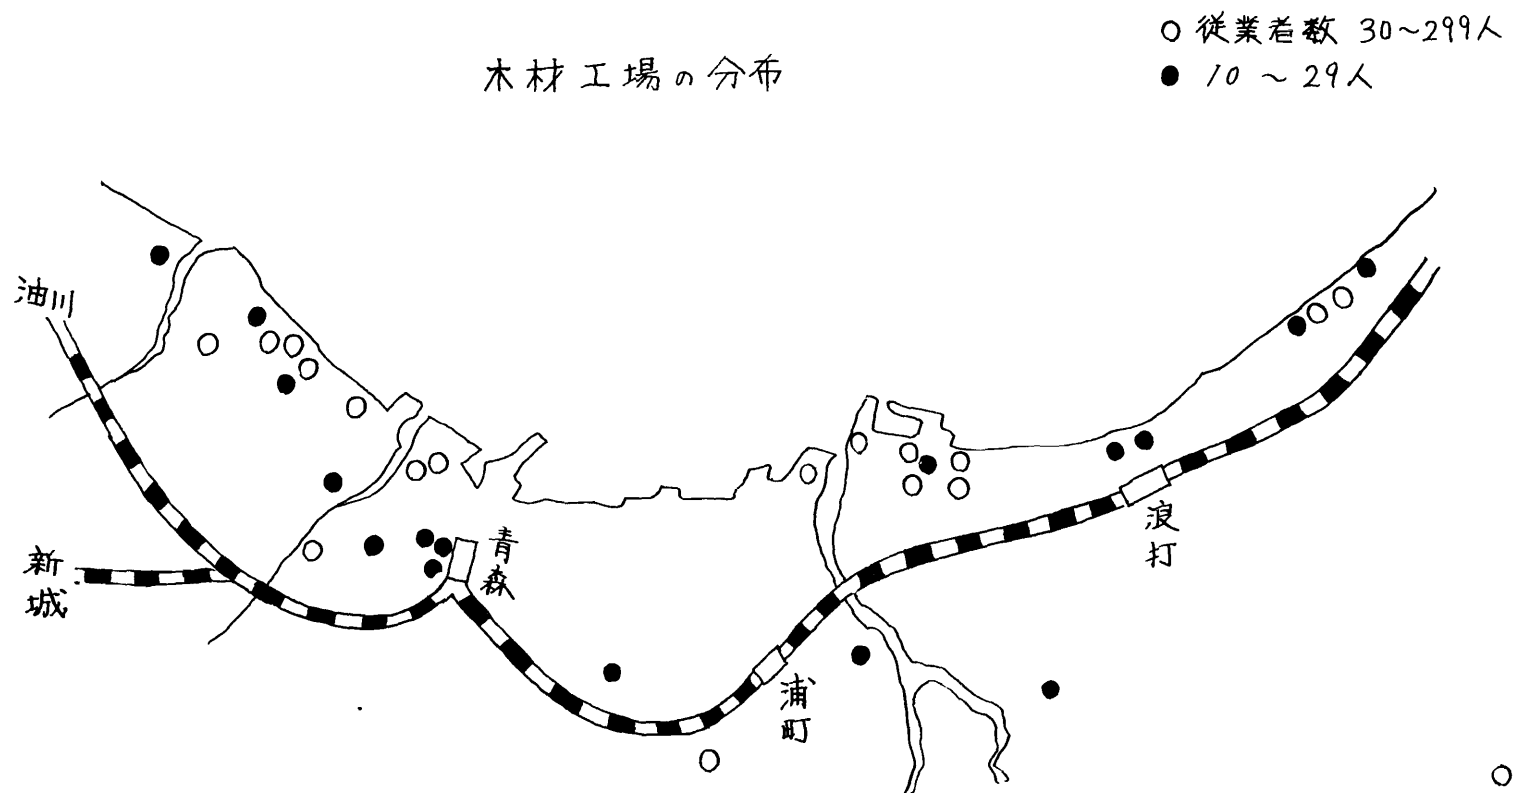 ○ 従業者数 30～299人
● 10 ～ 29人
木材工場の分布
油川
新城
青森
浦町
浪打